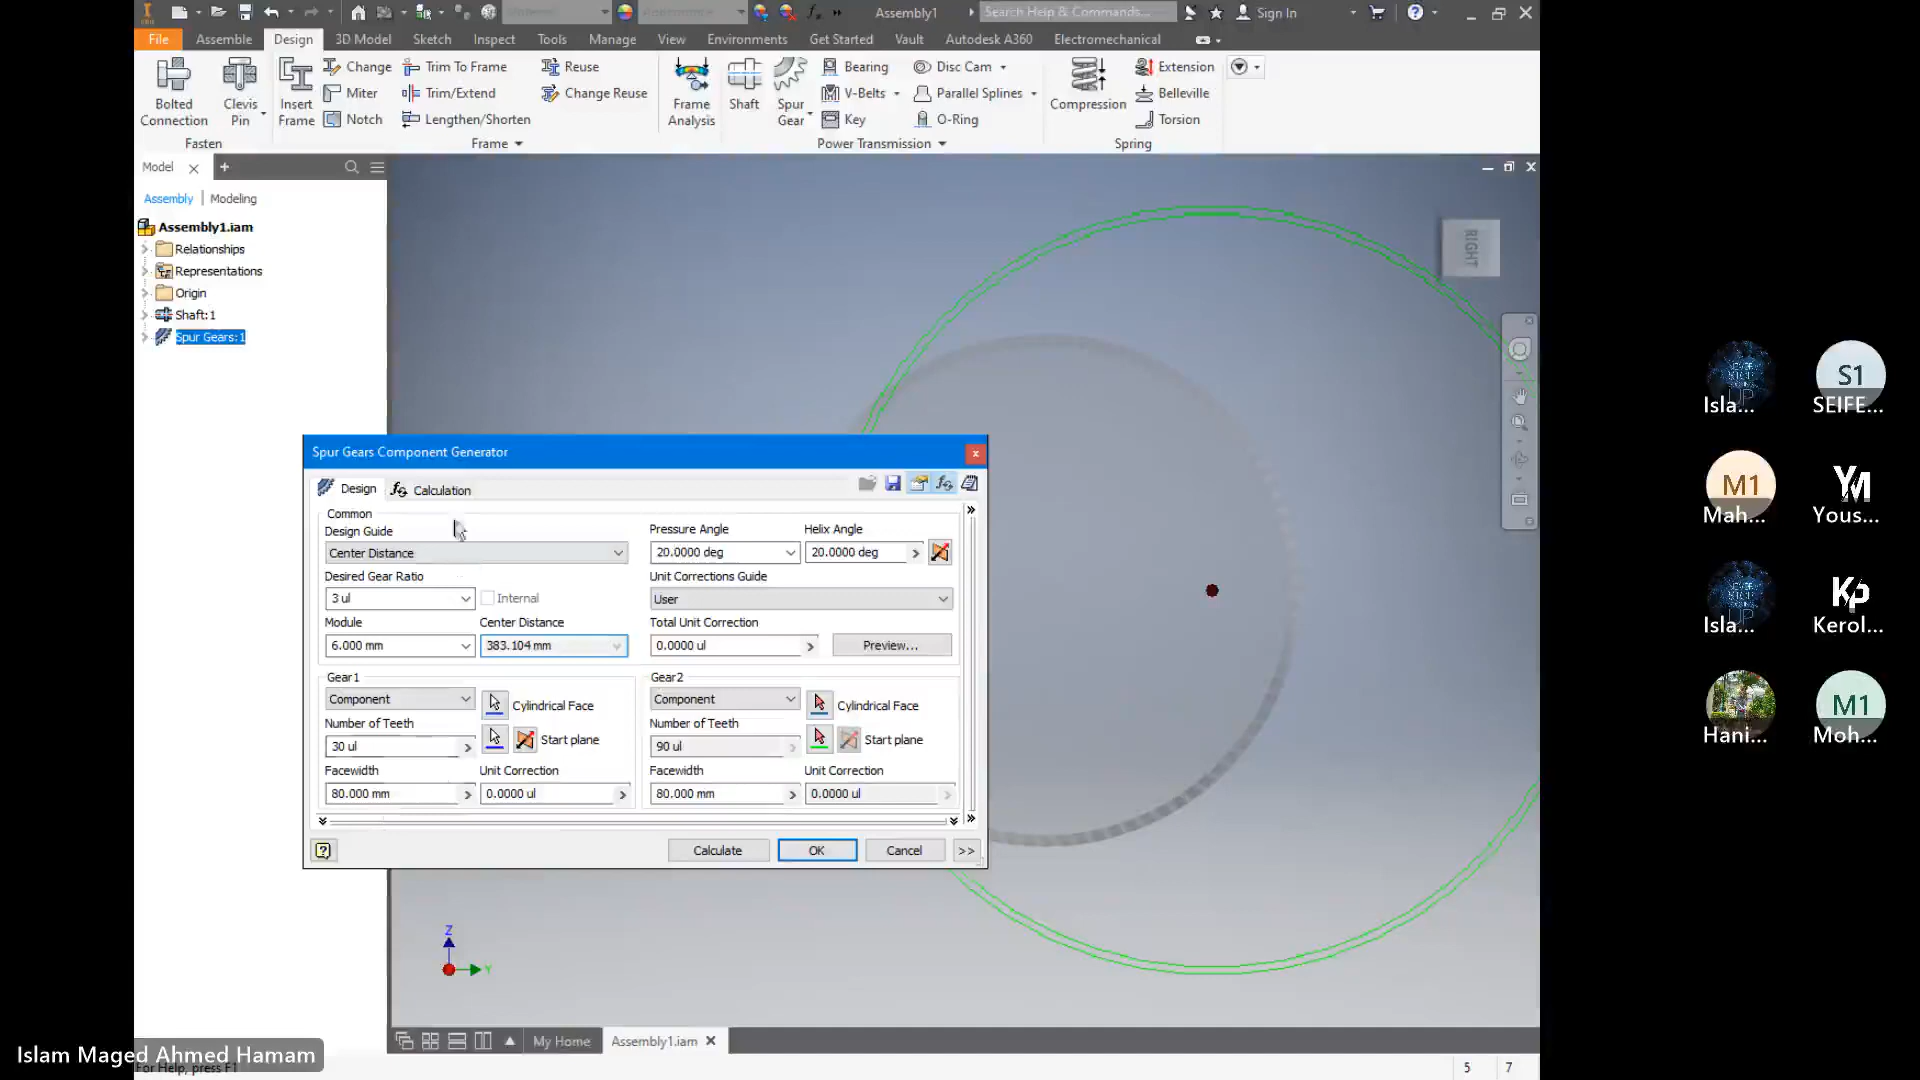 Assembly1
Search Help & Commands...
Sign In
File
Assemble
Design
3D Model
Sketch
Inspect
Tools
Manage
View
Environments
Get Started
Vault
Autodesk A360
Electromechanical
Bolted Connection
Clevis Pin
Insert Frame
Change
Miter
Notch
Trim To Frame
Trim/Extend
Lengthen/Shorten
Reuse
Change Reuse
Frame Analysis
Shaft
Spur Gear
Bearing
V-Belts
Key
Disc Cam
Parallel Splines
O-Ring
Compression
Extension
Belleville
Torsion
Fasten
Frame
Power Transmission
Spring
Model
Assembly
Modeling
Assembly1.iam
Relationships
Representations
Origin
Shaft:1
Spur Gears:1
RIGHT
Spur Gears Component Generator
Design
Calculation
Common
Design Guide
Center Distance
Pressure Angle
Helix Angle
20.0000 deg
20.0000 deg
Desired Gear Ratio
3 ul
Internal
Unit Corrections Guide
User
Module
Center Distance
Total Unit Correction
6.000 mm
383.104 mm
0.0000 ul
Preview...
Gear1
Component
Cylindrical Face
Number of Teeth
30 ul
Start plane
Facewidth
Unit Correction
80.000 mm
0.0000 ul
Gear2
Component
Cylindrical Face
Number of Teeth
90 ul
Start plane
Facewidth
Unit Correction
80.000 mm
0.0000 ul
Calculate
OK
Cancel
>>
Z
Y
My Home
Assembly1.iam
For Help, press F1
5
7
Islam Maged Ahmed Hamam
Isla...
S1
SEIFE...
M1
Mah...
YM
Yous...
Isla...
KP
Kerol...
Hani...
M1
Moh...